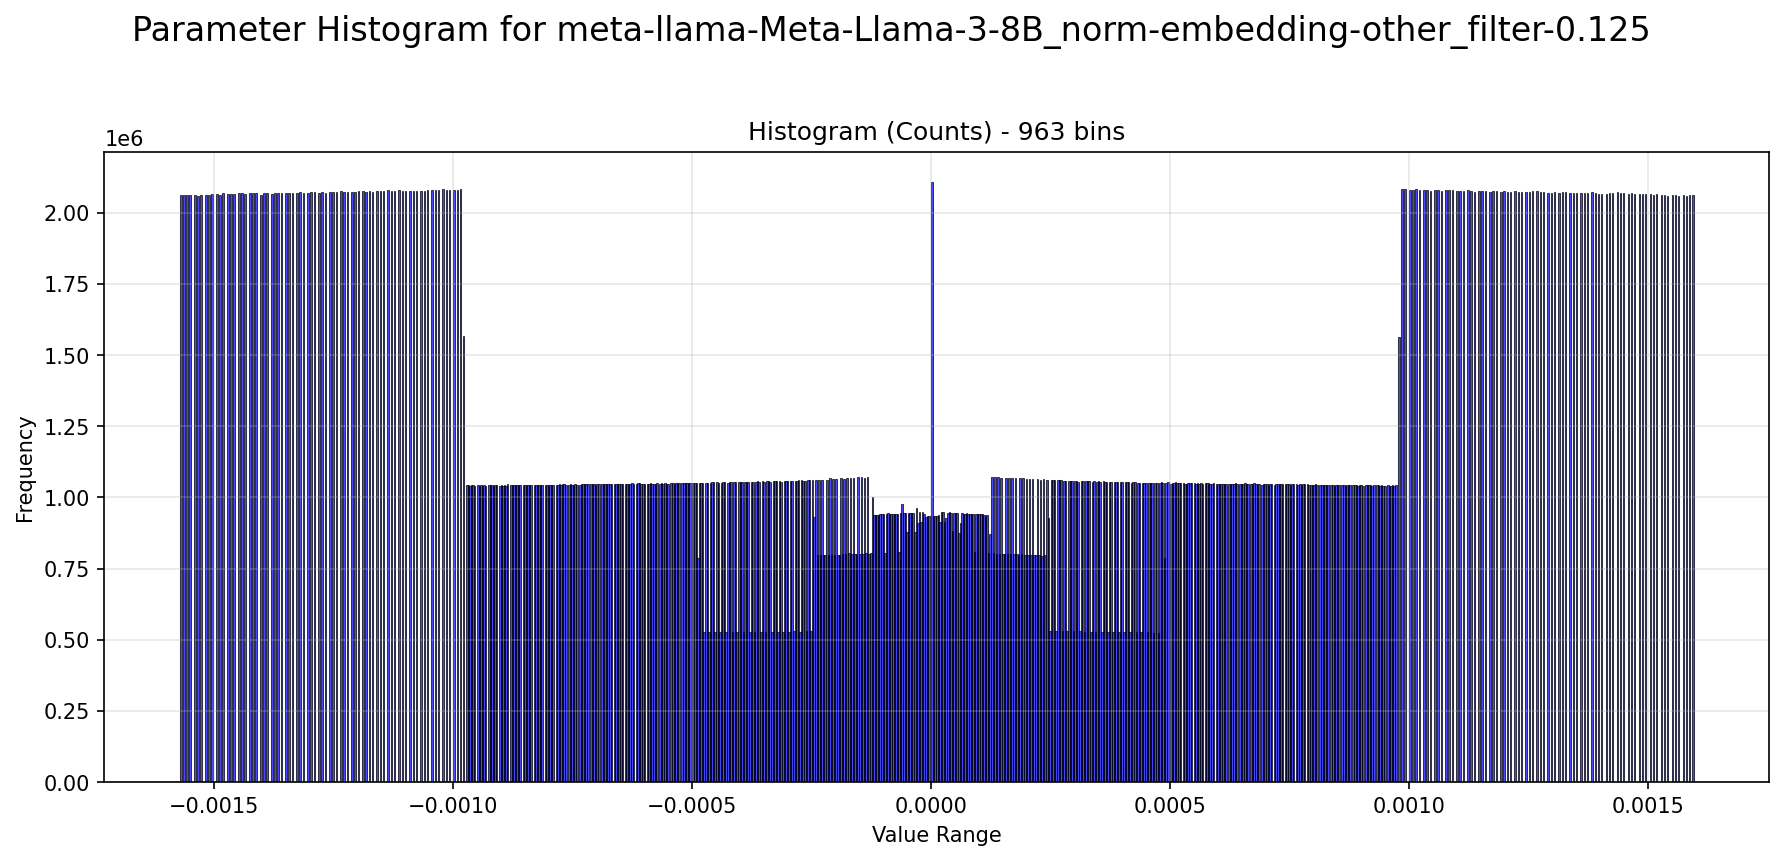 Parameter Histogram for meta-llama-Meta-Llama-3-8B_norm-embedding-other_filter-0.125
Histogram (Counts) - 963 bins
1e6
2.00
1.75
1.50
1.25
1.00
0.75
0.50
0.25
0.00
Frequency
−0.0015 −0.0010 −0.0005 0.0000 0.0005 0.0010 0.0015
Value Range